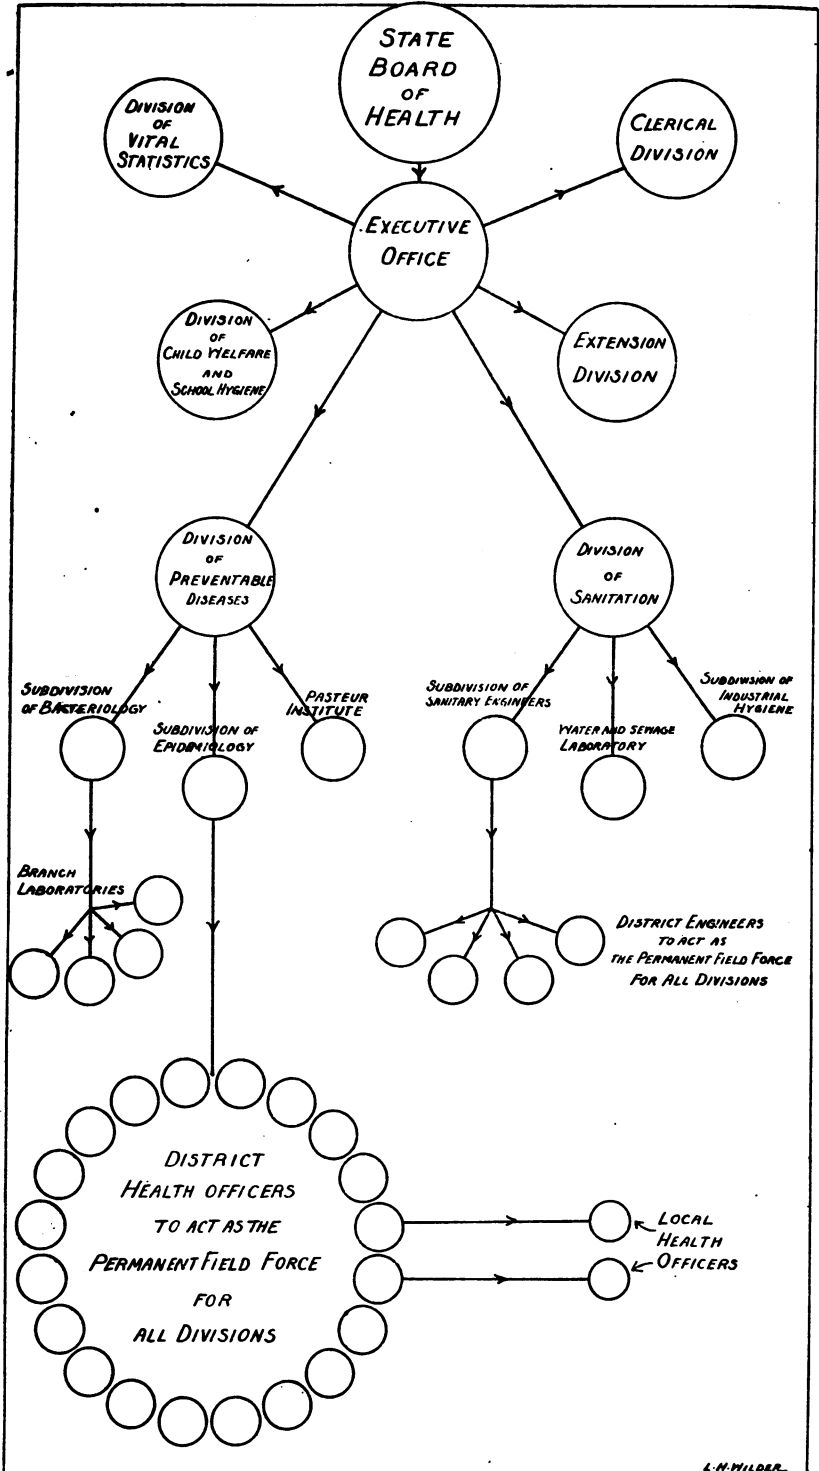 STATE
BOARD
OF
HEALTH
DIVISION
OF
VITAL
STATISTICS
CLERICAL
DIVISION
EXECUTIVE
OFFICE
DIVISION
OF
CHILD WELFARE
AND
SCHOOL HYGIENE
EXTENSION
DIVISION
DIVISION
OF
PREVENTABLE
DISEASES
DIVISION
OF
SANITATION
SUBDIVISION
OF BACTERIOLOGY
SUBDIVISION OF
EPIDEMIOLOGY
PASTEUR
INSTITUTE
SUBDIVISION OF
SANITARY ENGINEERS
WATER AND SEWAGE
LABORATORY
SUBDIVISION OF
INDUSTRIAL
HYGIENE
BRANCH
LABORATORIES
DISTRICT ENGINEERS
TO ACT AS
THE PERMANENT FIELD FORCE
FOR ALL DIVISIONS
DISTRICT
HEALTH OFFICERS
TO ACT AS THE
PERMANENT FIELD FORCE
FOR
ALL DIVISIONS
LOCAL
HEALTH
OFFICERS
L.H. WILDER